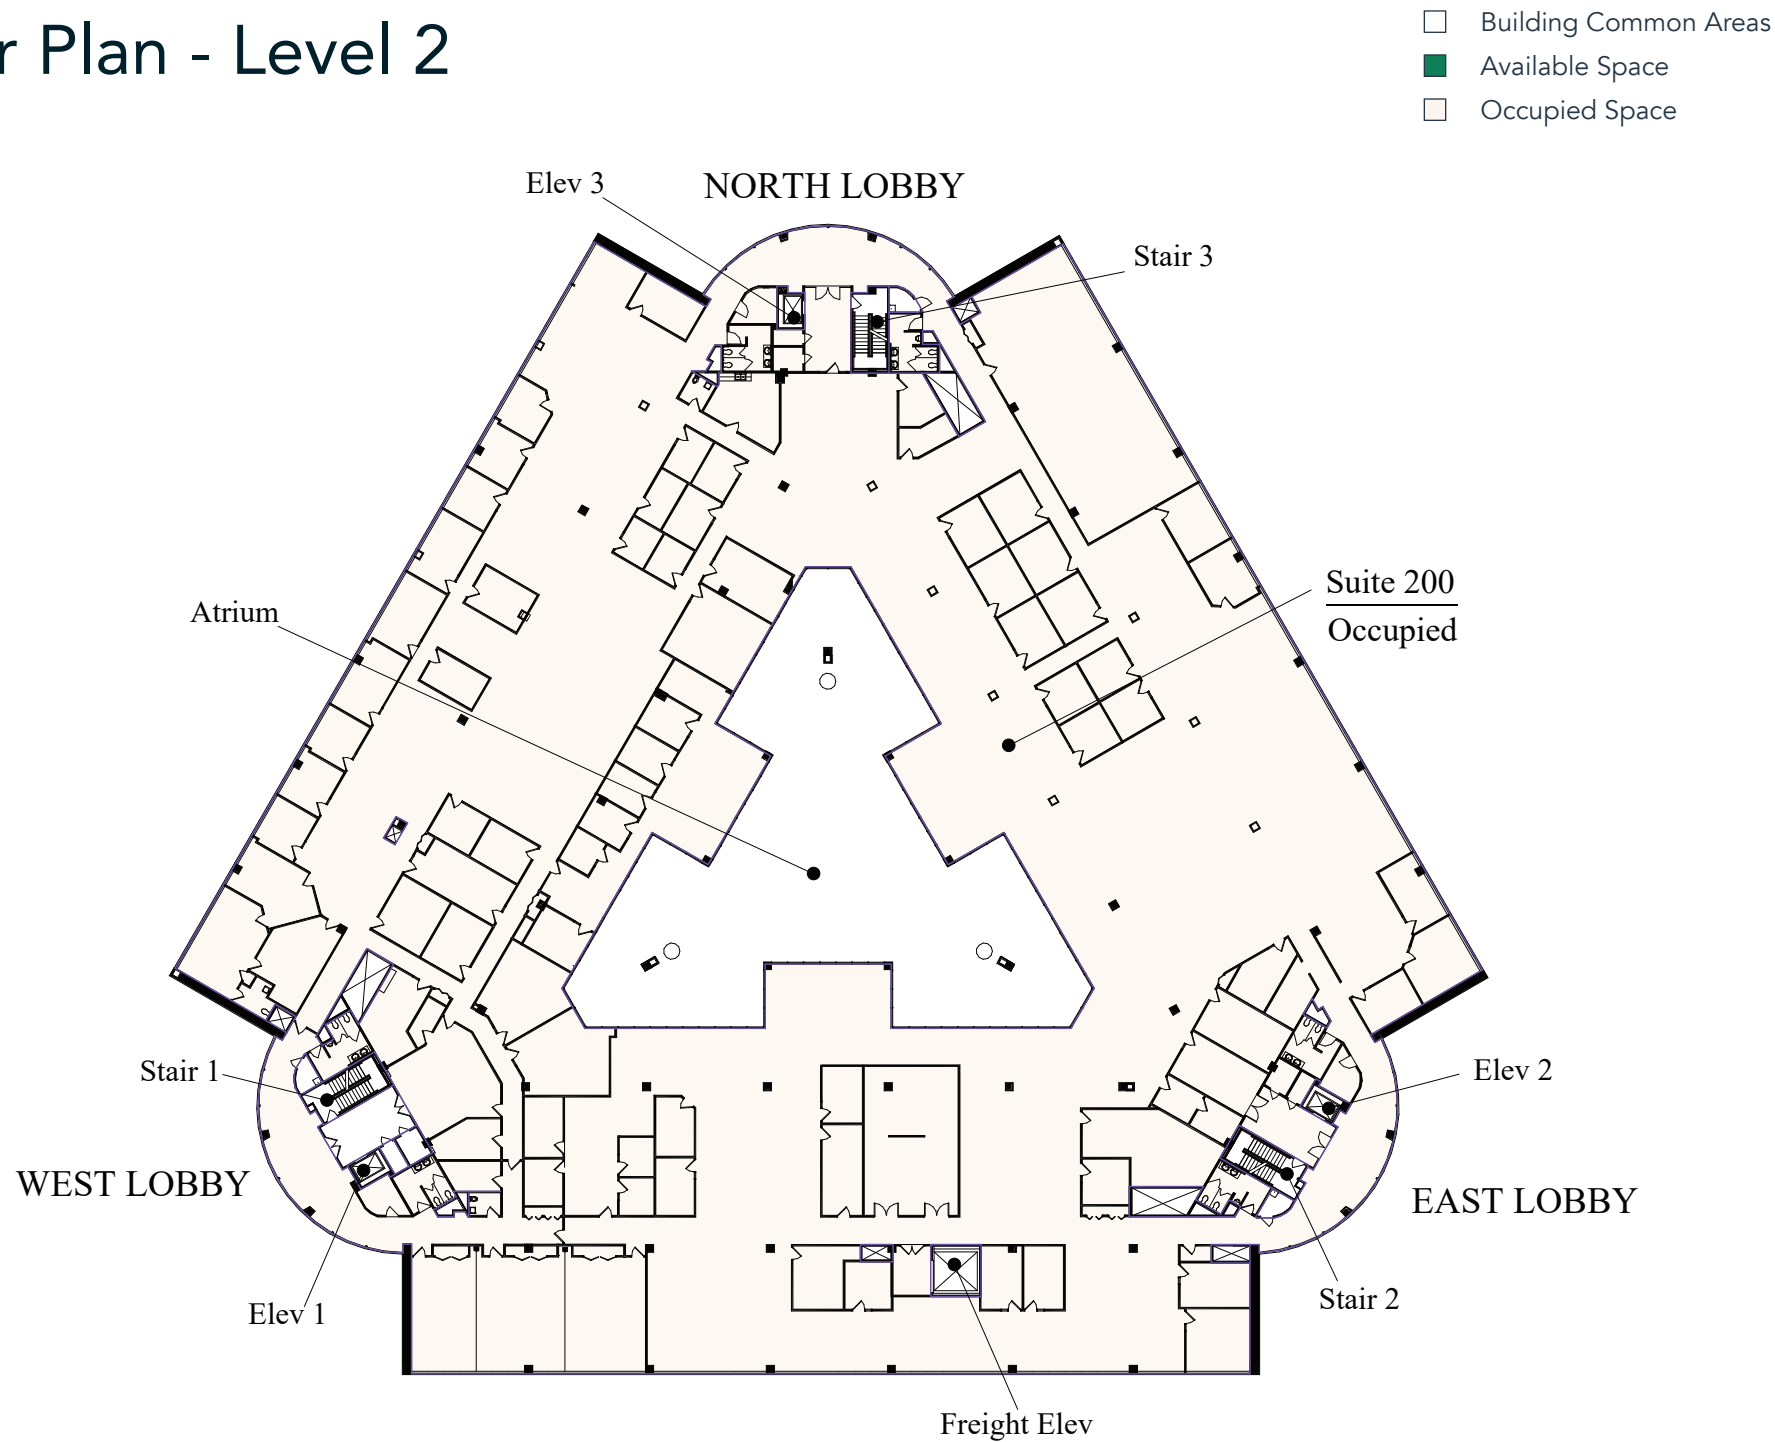 r Plan - Level 2
Building Common Areas
Available Space
Occupied Space
Elev 3
NORTH LOBBY
Stair 3
Suite 200
Occupied
Atrium
Stair 1
Elev 2
WEST LOBBY
EAST LOBBY
Elev 1
Stair 2
Freight Elev